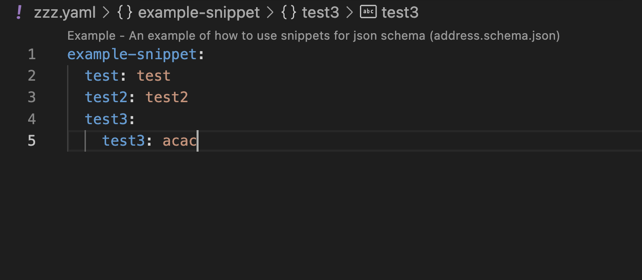 ! zzz.yaml > {} example-snippet > {} test3 > abc test3
Example - An example of how to use snippets for json schema (address.schema.json)
1 example-snippet:
2 test: test
3 test2: test2
4 test3:
5 test3: acac